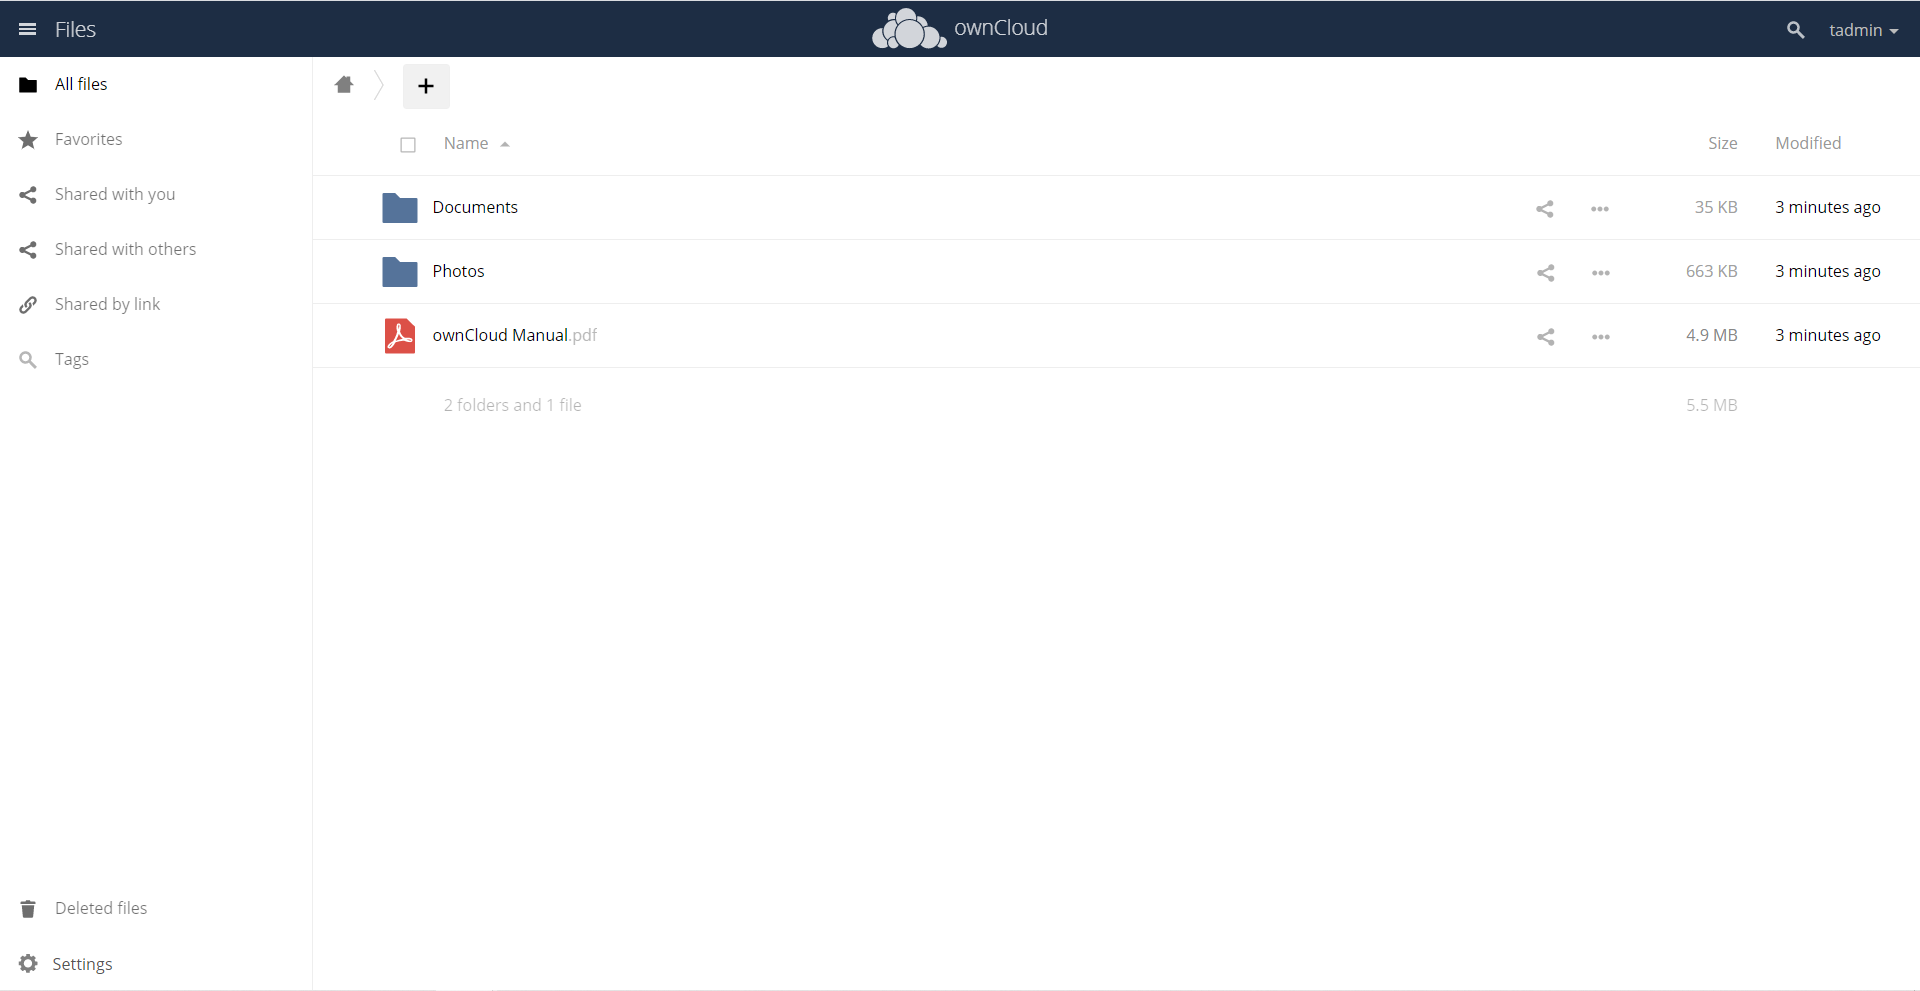 Files
ownCloud
tadmin
All files
Favorites
Shared with you
Shared with others
Shared by link
Tags
Deleted files
Settings
Name Size Modified
Documents 35 KB 3 minutes ago
Photos 663 KB 3 minutes ago
ownCloud Manual.pdf 4.9 MB 3 minutes ago
2 folders and 1 file 5.5 MB